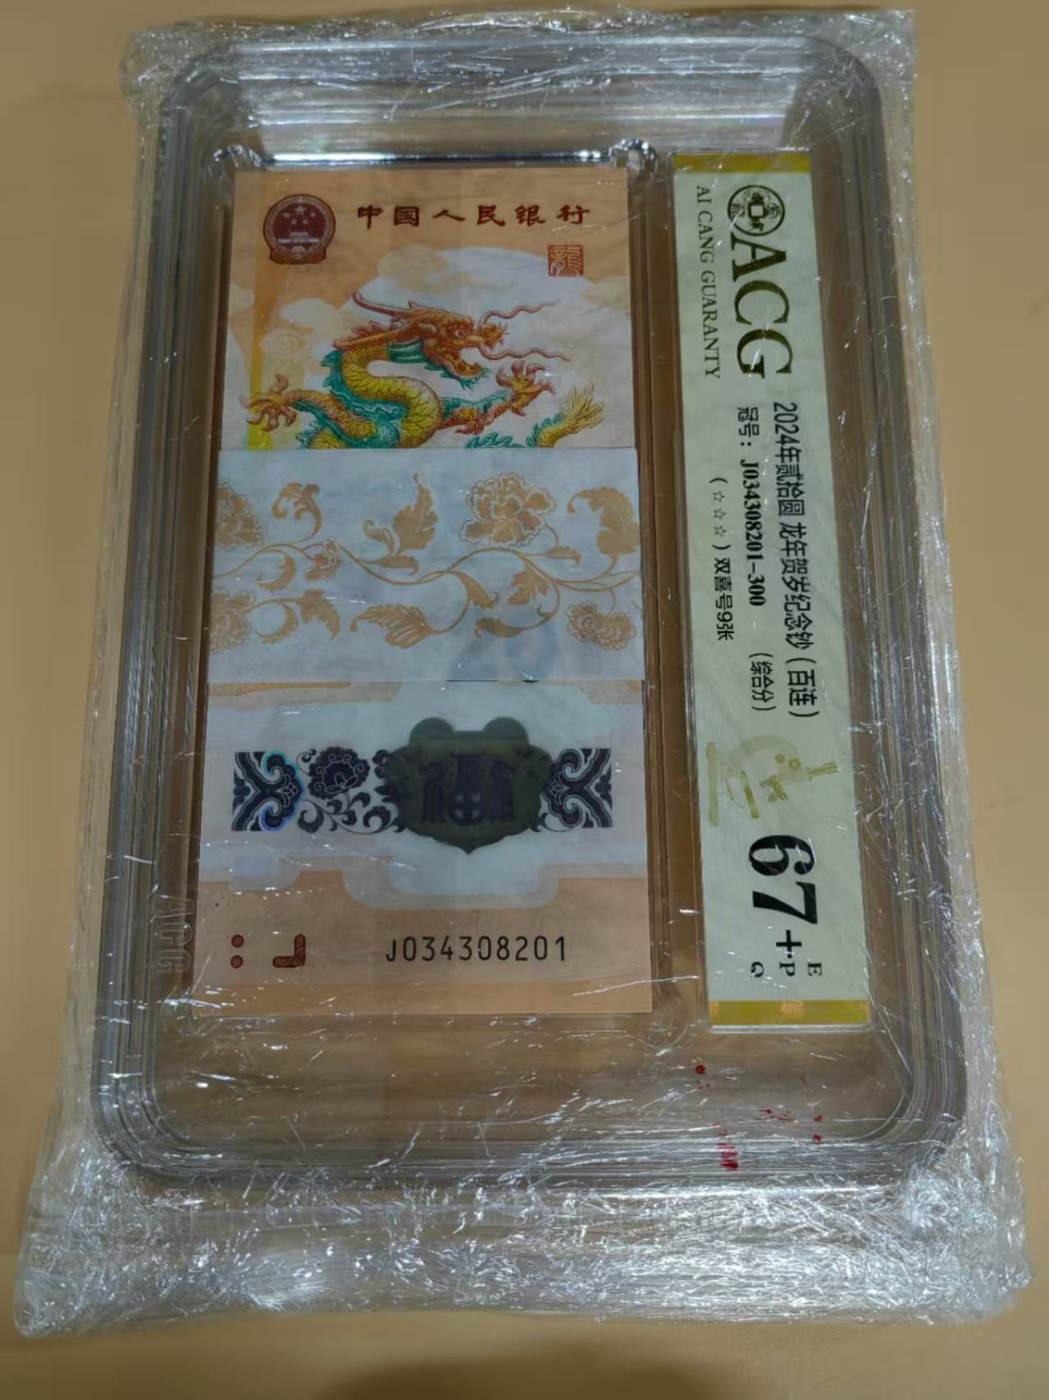 中国人民银行
龍
福
J034308201
ACG
AI CANG GUARANTY
2024年贰拾圆 龙年贺岁纪念钞（百连）
冠号：J034308201-300 （综合分）
（☆☆☆）双喜号9张
67+
E
P
Q
ACG